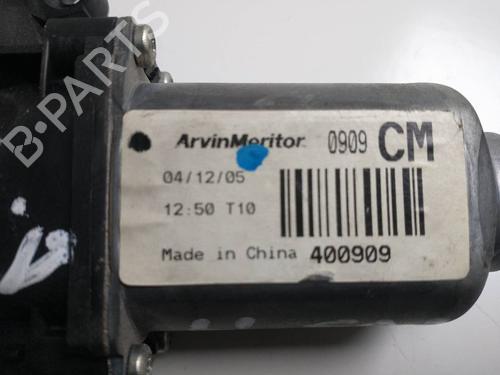 B-PARTS
ArvinMeritor 0909 CM
04/12/05
12:50 T10
Made in China 400909